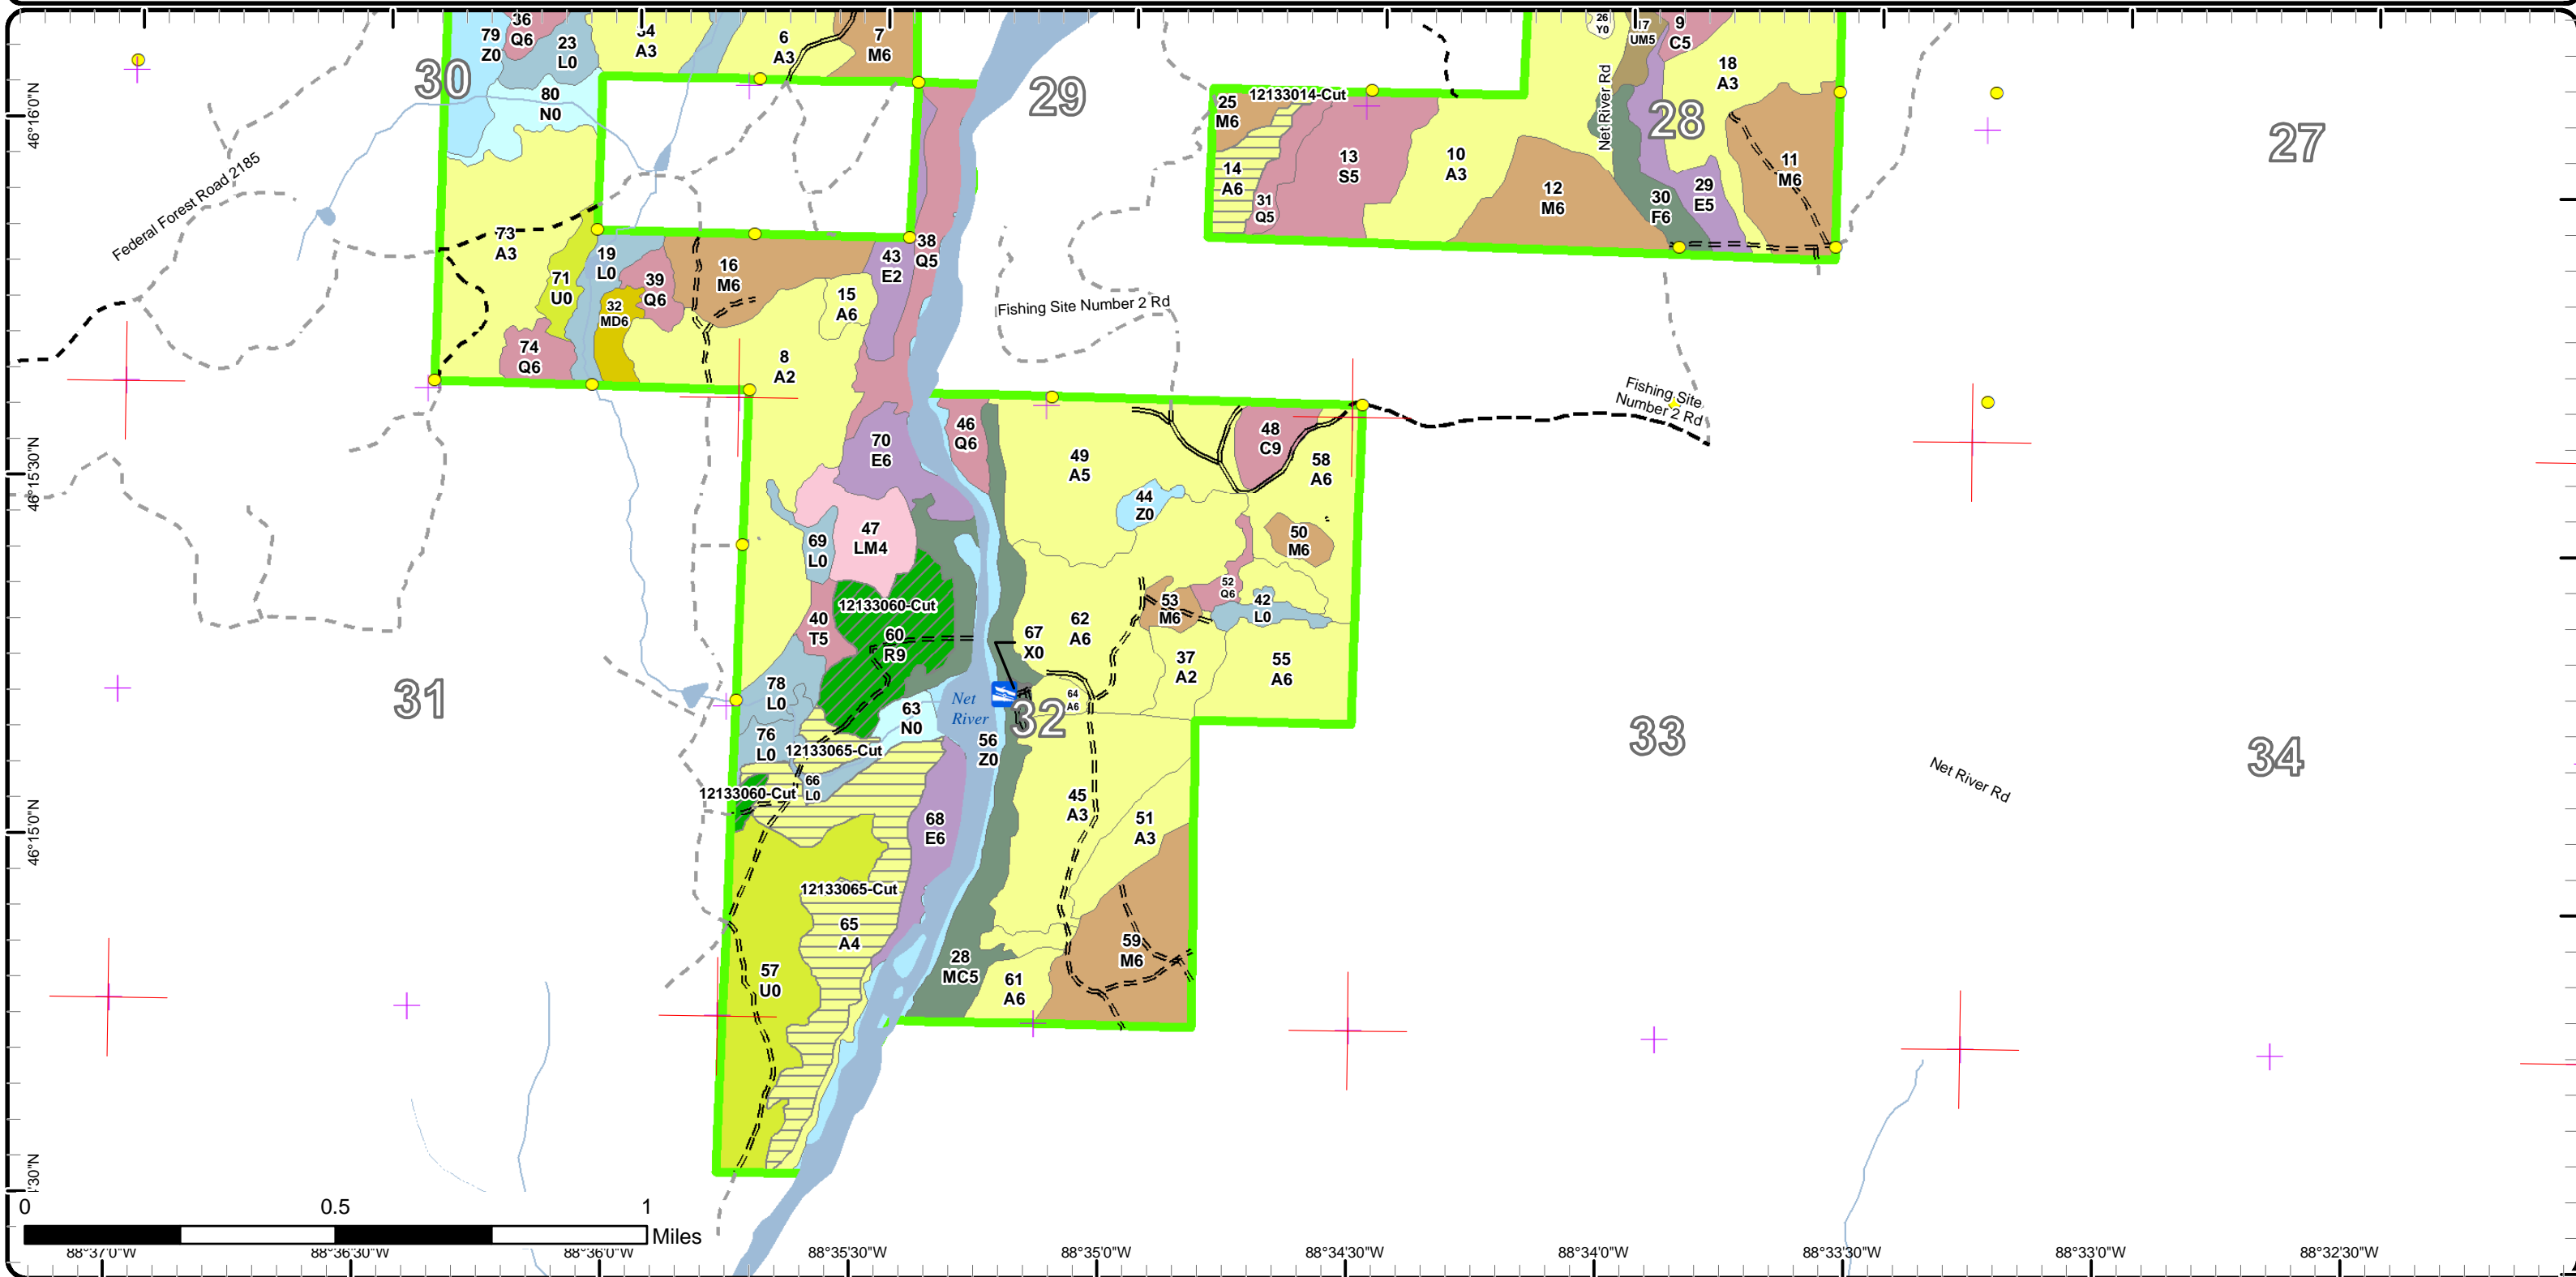 36
Q6
79
Z0
23
L0
34
A3
6
A3
7
M6
30
80
N0
29
26
Y0
17
UM5
9
C5
18
A3
Net River Rd
28
27
12133014-Cut
25
M6
14
A6
31
Q5
13
S5
10
A3
12
M6
30
F6
29
E5
11
M6
46°16'0"N
Federal Forest Road 2185
73
A3
71
U0
19
L0
32
MD6
39
Q6
16
M6
15
A6
43
E2
38
Q5
74
Q6
8
A2
Fishing Site Number 2 Rd
Fishing Site
Number 2 Rd
46°15'30"N
70
E6
46
Q6
49
A5
48
C9
58
A6
44
Z0
50
M6
47
LM4
69
L0
12133060-Cut
40
T5
60
R9
67
X0
62
A6
53
M6
52
Q6
42
L0
37
A2
55
A6
31
78
L0
63
N0
Net
River
64
A6
32
33
34
76
L0
12133065-Cut
56
Z0
66
L0
12133060-Cut
46°15'0"N
Net River Rd
68
E6
45
A3
51
A3
12133065-Cut
65
A4
57
U0
28
MC5
61
A6
59
M6
'30"N
0
0.5
1
Miles
88°37'0"W
88°36'30"W
88°36'0"W
88°35'30"W
88°35'0"W
88°34'30"W
88°34'0"W
88°33'30"W
88°33'0"W
88°32'30"W